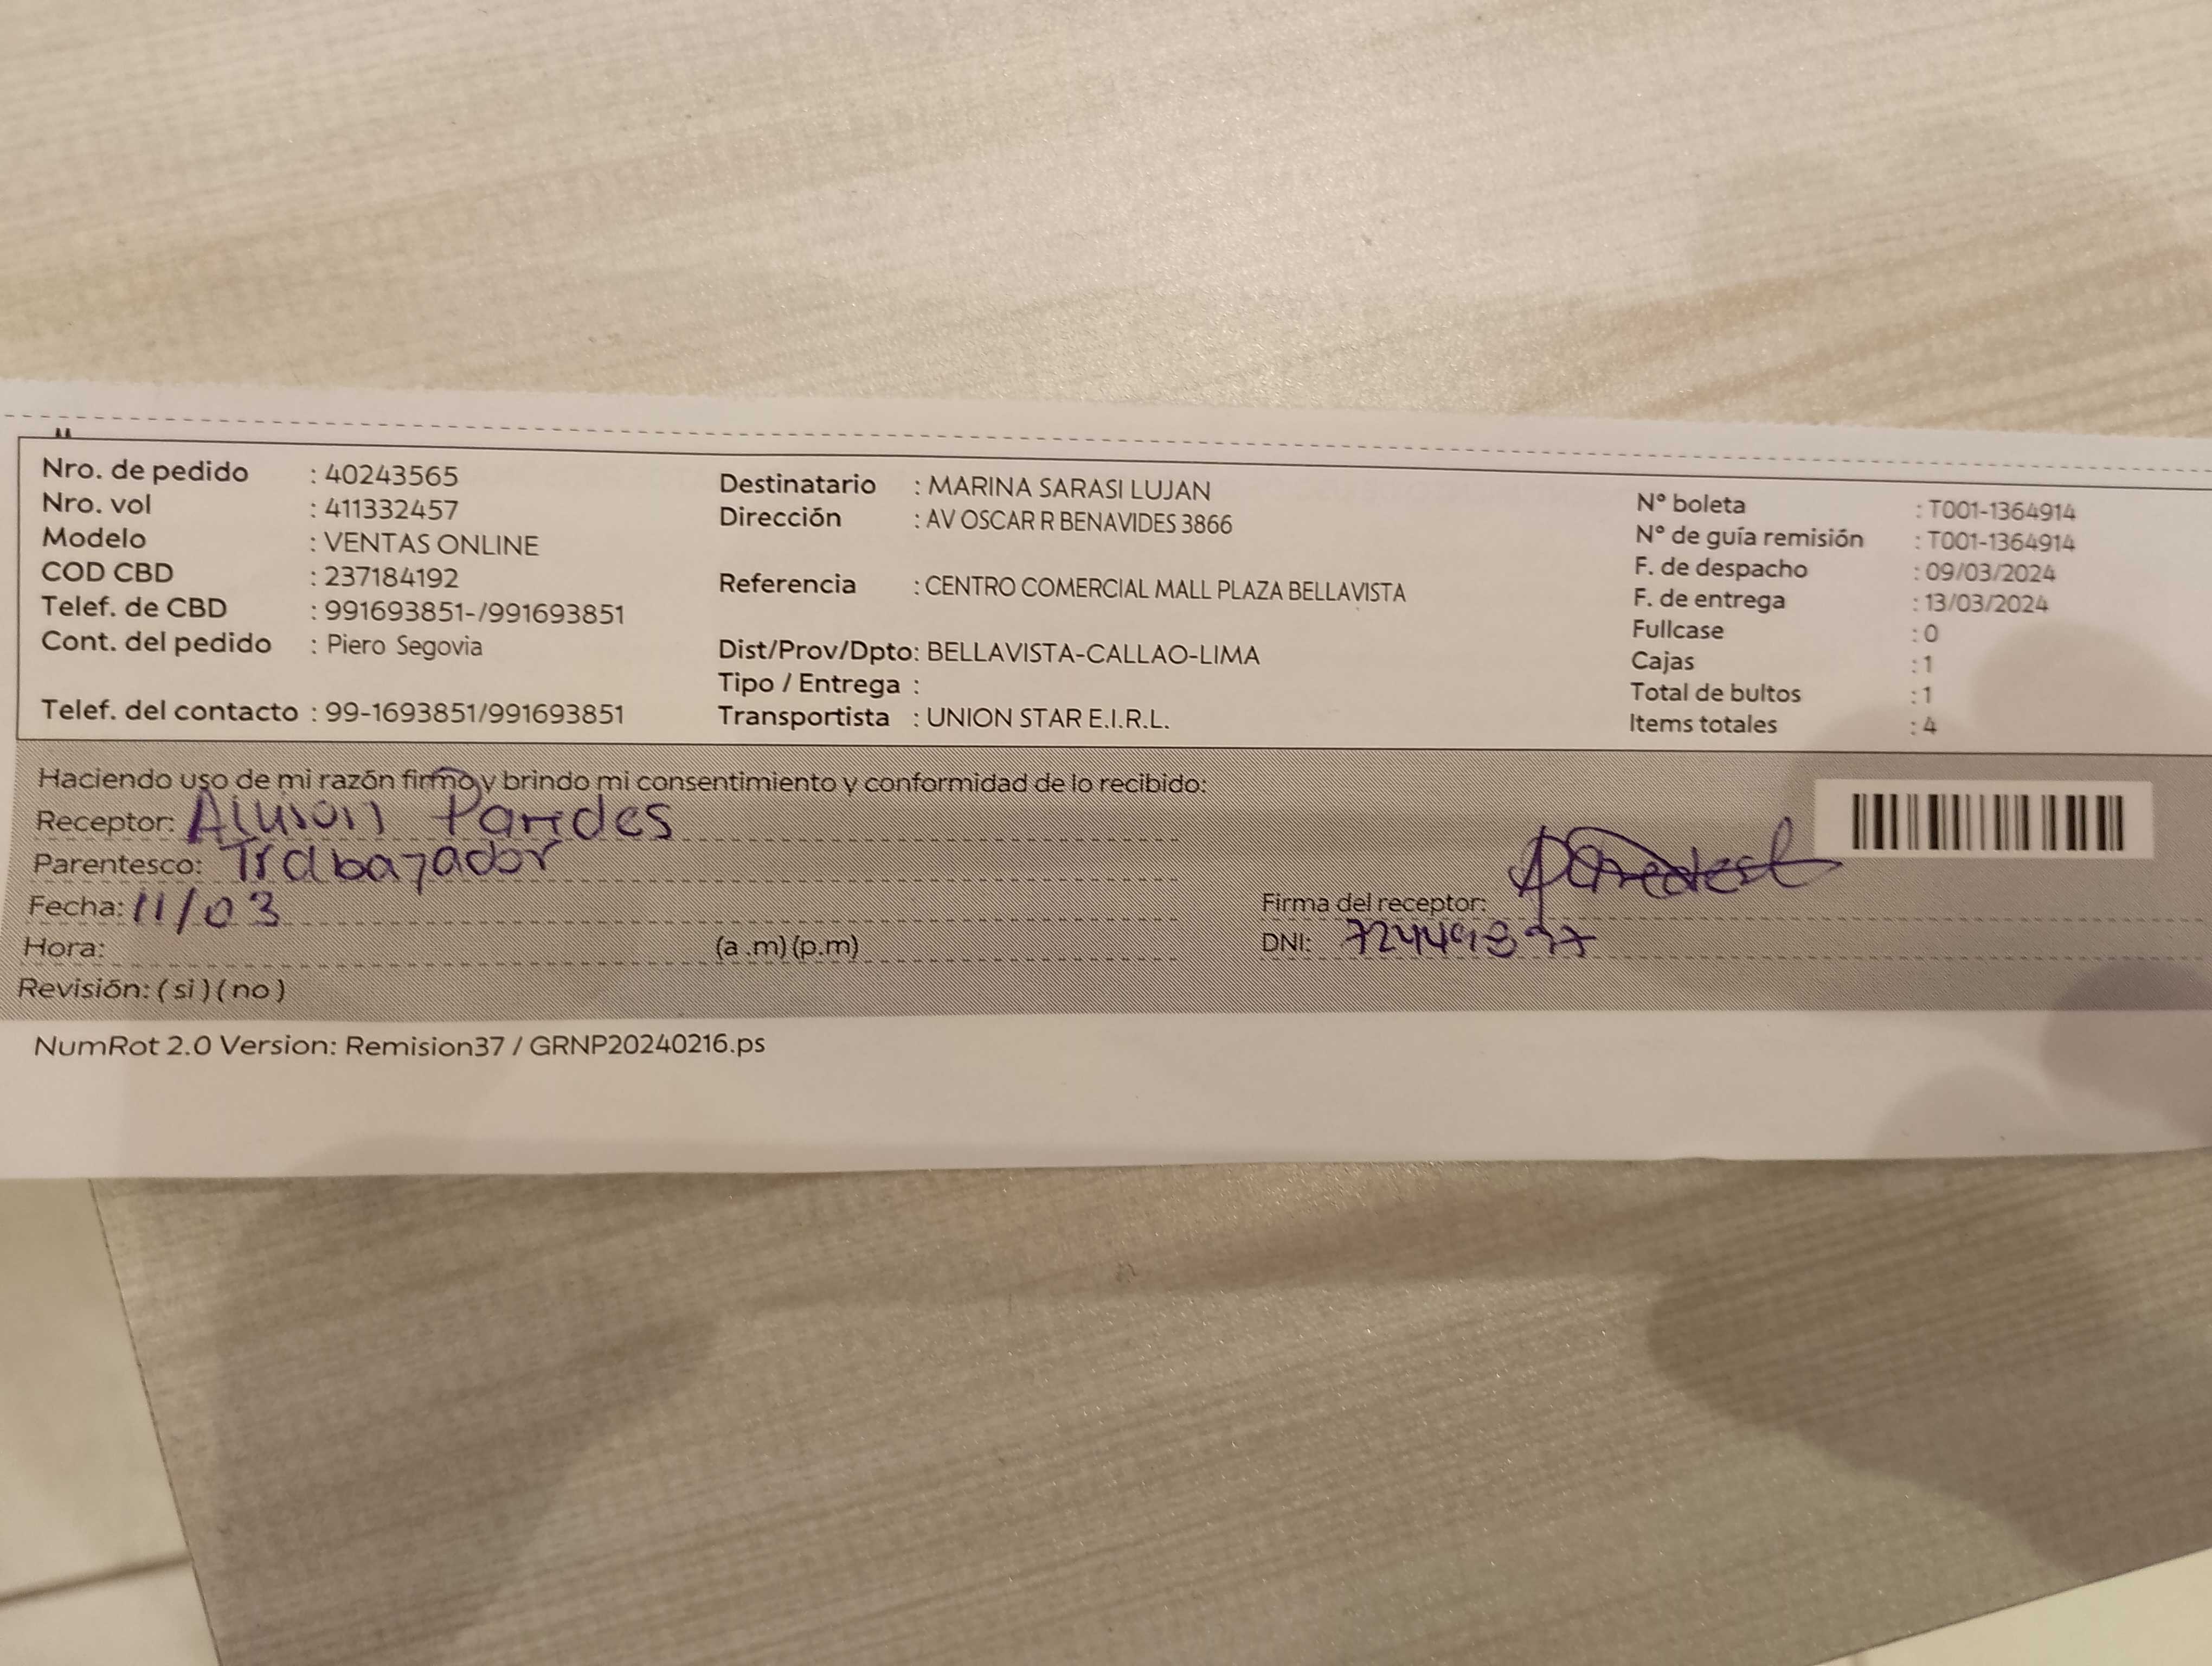 Nro. de pedido : 40243565
Nro. vol : 411332457
Modelo : VENTAS ONLINE
COD CBD : 237184192
Telef. de CBD : 991693851-/991693851
Cont. del pedido : Piero Segovia
Telef. del contacto : 99-1693851/991693851
Destinatario : MARINA SARASI LUJAN
Dirección : AV OSCAR R BENAVIDES 3866
Referencia : CENTRO COMERCIAL MALL PLAZA BELLAVISTA
Dist/Prov/Dpto: BELLAVISTA-CALLAO-LIMA
Tipo / Entrega :
Transportista : UNION STAR E.I.R.L.
N° boleta : T001-1364914
N° de guía remisión : T001-1364914
F. de despacho : 09/03/2024
F. de entrega : 13/03/2024
Fullcase : 0
Cajas : 1
Total de bultos : 1
Items totales : 4
Haciendo uso de mi razón firmo y brindo mi consentimiento y conformidad de lo recibido:
Receptor: Paredes
Parentesco: Trabajador
Fecha: 11/03
Hora: (a .m) (p.m)
Revisión: ( si ) ( no )
Firma del receptor:
DNI:
NumRot 2.0 Version: Remision37 / GRNP20240216.ps